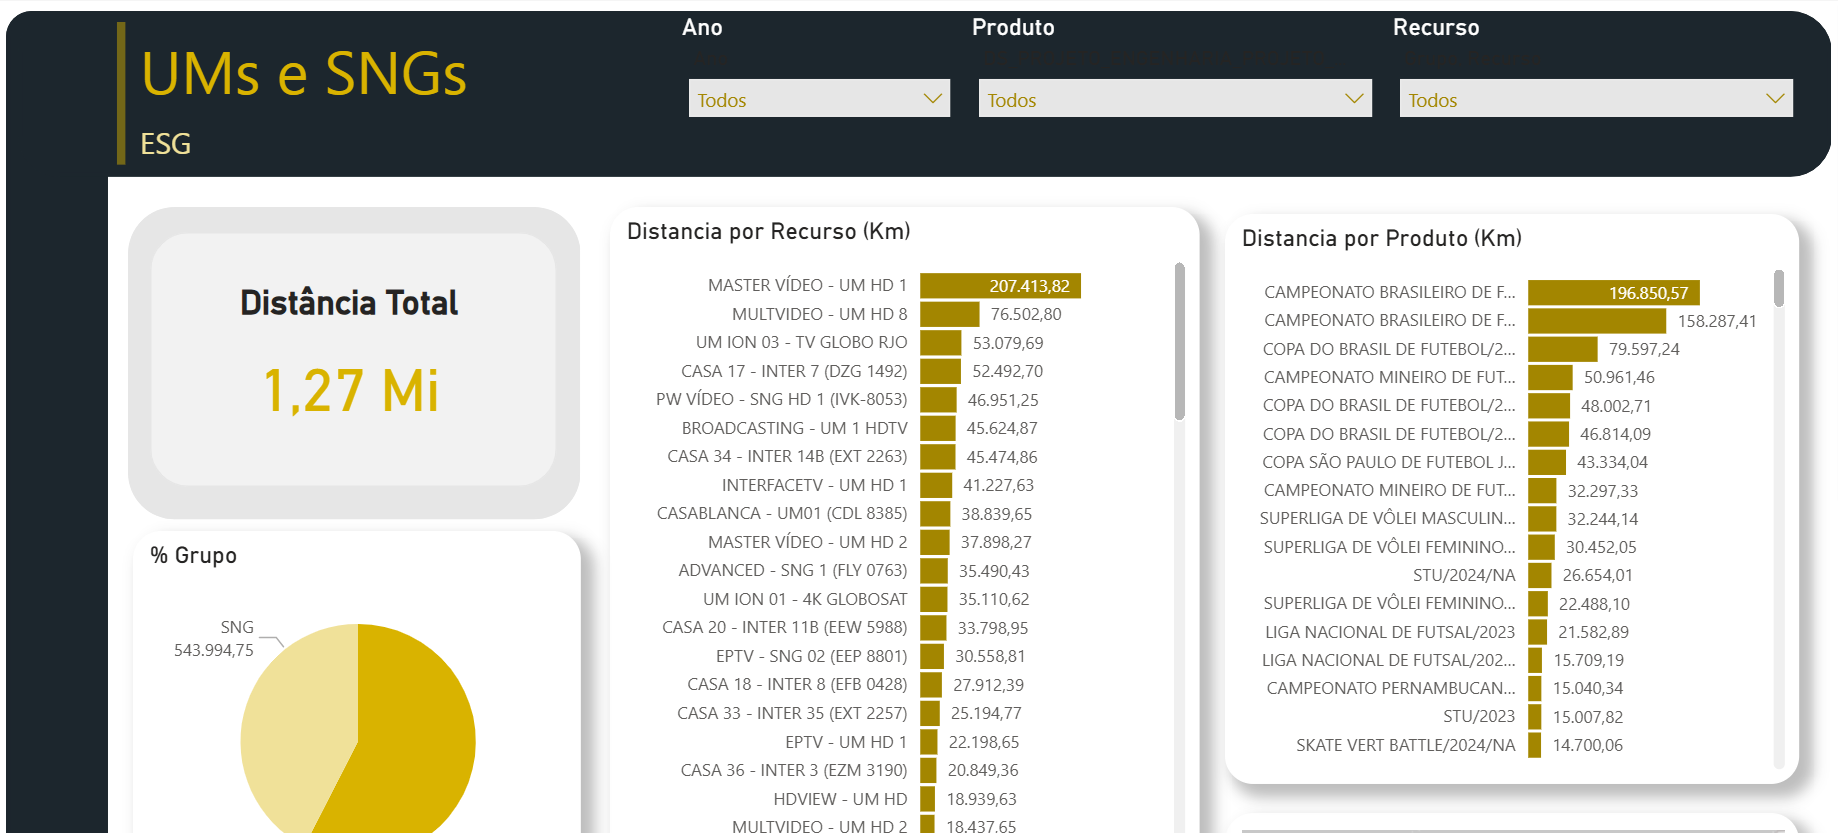 UMs e SNGs
ESG
Ano
Todos
Produto
Todos
Recurso
Todos
Distância Total
1,27 Mi
% Grupo
SNG
543.994,75
Distancia por Recurso (Km)
MASTER VÍDEO - UM HD 1 207.413,82
MULTVIDEO - UM HD 8 76.502,80
UM ION 03 - TV GLOBO RJO 53.079,69
CASA 17 - INTER 7 (DZG 1492) 52.492,70
PW VÍDEO - SNG HD 1 (IVK-8053) 46.951,25
BROADCASTING - UM 1 HDTV 45.624,87
CASA 34 - INTER 14B (EXT 2263) 45.474,86
INTERFACETV - UM HD 1 41.227,63
CASABLANCA - UM01 (CDL 8385) 38.839,65
MASTER VÍDEO - UM HD 2 37.898,27
ADVANCED - SNG 1 (FLY 0763) 35.490,43
UM ION 01 - 4K GLOBOSAT 35.110,62
CASA 20 - INTER 11B (EEW 5988) 33.798,95
EPTV - SNG 02 (EEP 8801) 30.558,81
CASA 18 - INTER 8 (EFB 0428) 27.912,39
CASA 33 - INTER 35 (EXT 2257) 25.194,77
EPTV - UM HD 1 22.198,65
CASA 36 - INTER 3 (EZM 3190) 20.849,36
HDVIEW - UM HD 18.939,63
MULTVIDEO - UM HD 2 18.437,65
Distancia por Produto (Km)
CAMPEONATO BRASILEIRO DE F... 196.850,57
CAMPEONATO BRASILEIRO DE F... 158.287,41
COPA DO BRASIL DE FUTEBOL/2... 79.597,24
CAMPEONATO MINEIRO DE FUT... 50.961,46
COPA DO BRASIL DE FUTEBOL/2... 48.002,71
COPA DO BRASIL DE FUTEBOL/2... 46.814,09
COPA SÃO PAULO DE FUTEBOL J... 43.334,04
CAMPEONATO MINEIRO DE FUT... 32.297,33
SUPERLIGA DE VÔLEI MASCULIN... 32.244,14
SUPERLIGA DE VÔLEI FEMININO... 30.452,05
STU/2024/NA 26.654,01
SUPERLIGA DE VÔLEI FEMININO... 22.488,10
LIGA NACIONAL DE FUTSAL/2023 21.582,89
LIGA NACIONAL DE FUTSAL/202... 15.709,19
CAMPEONATO PERNAMBUCAN... 15.040,34
STU/2023 15.007,82
SKATE VERT BATTLE/2024/NA 14.700,06